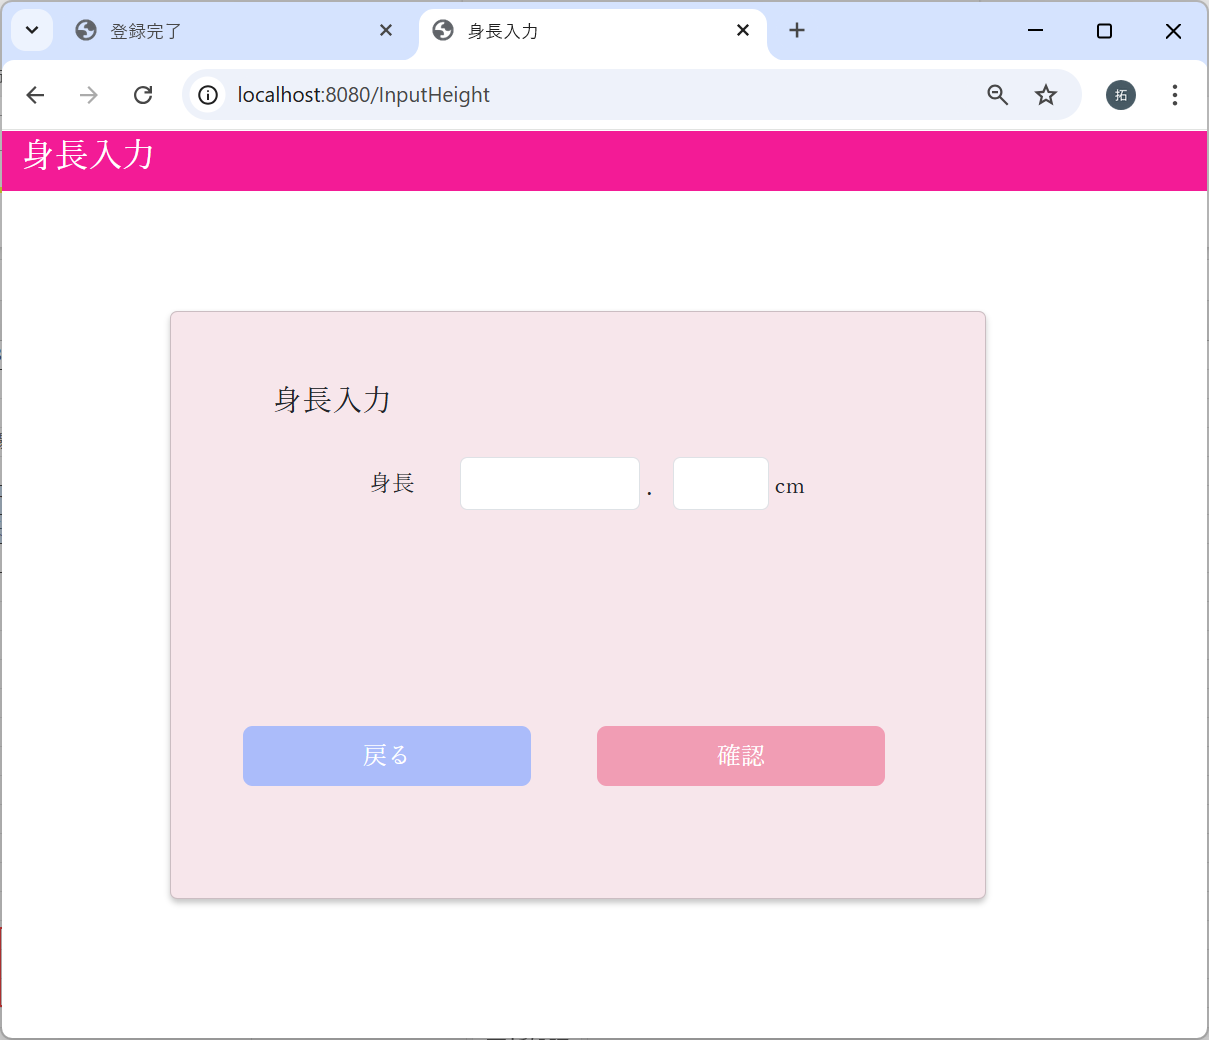 登録完了
身長入力
localhost:8080/InputHeight
拓
身長入力
身長入力
身長 . cm
戻る
確認